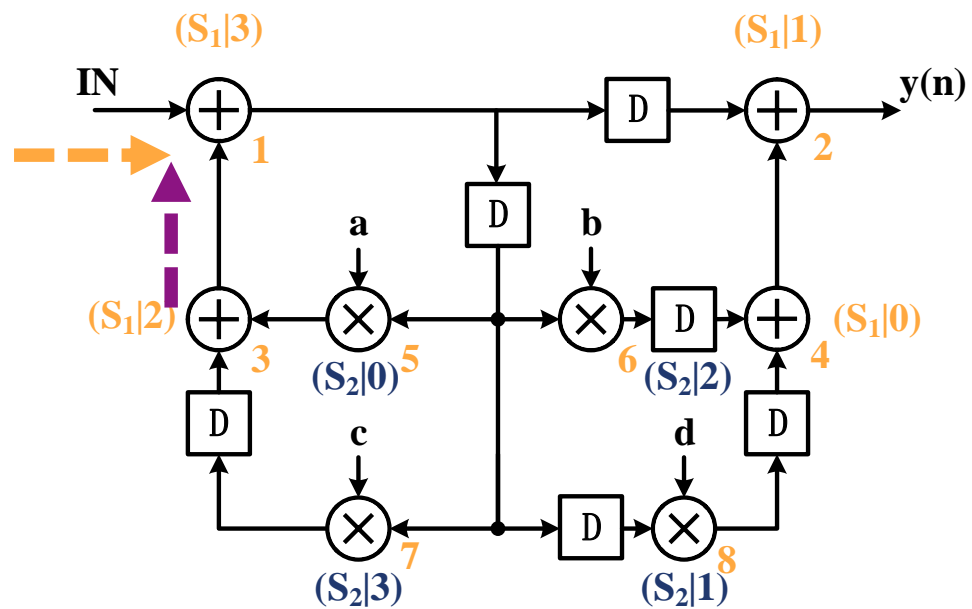 (S₁|3) (S₁|1)
IN D y(n)
1 2
D
a b
(S₁|2) D (S₁|0)
3 5 6 4
(S₂|0) (S₂|2)
D c d D
D
7 8
(S₂|3) (S₂|1)